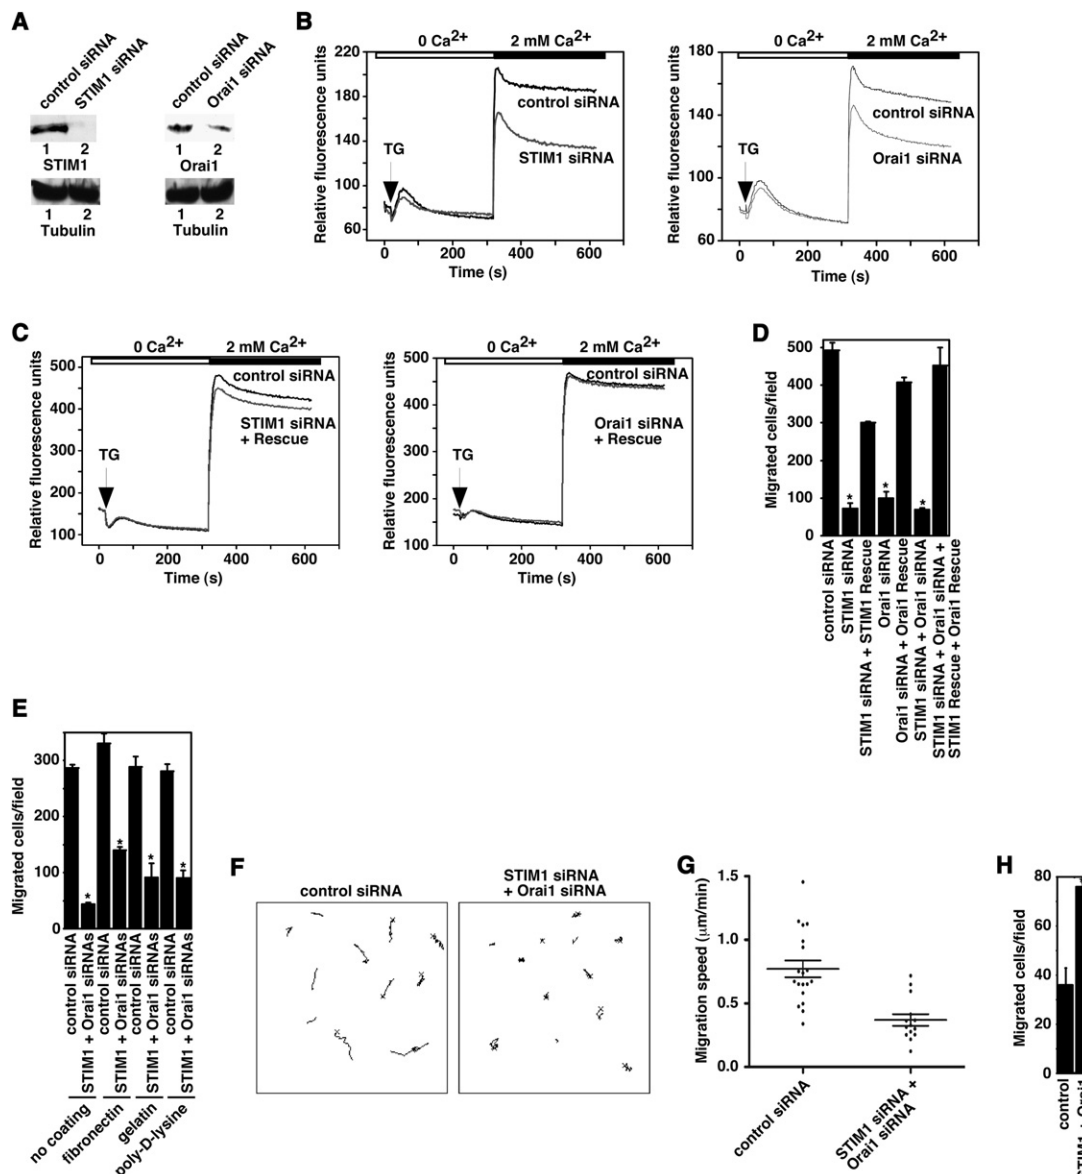 A
control siRNA
STIM1 siRNA
1 2
STIM1
1 2
Tubulin
control siRNA
Orai1 siRNA
1 2
Orai1
1 2
Tubulin
B
0 Ca2+
2 mM Ca2+
Relative fluorescence units
220
180
140
100
60
TG
control siRNA
STIM1 siRNA
0 200 400 600
Time (s)
0 Ca2+
2 mM Ca2+
Relative fluorescence units
180
140
100
60
TG
control siRNA
Orai1 siRNA
0 200 400 600
Time (s)
C
0 Ca2+
2 mM Ca2+
Relative fluorescence units
500
450
400
350
300
250
200
150
100
TG
control siRNA
STIM1 siRNA
+ Rescue
0 200 400 600
Time (s)
0 Ca2+
2 mM Ca2+
Relative fluorescence units
500
400
300
200
100
TG
control siRNA
Orai1 siRNA
+ Rescue
0 200 400 600
Time (s)
D
Migrated cells/field
500
400
300
200
100
0
*
*
*
control siRNA
STIM1 siRNA
STIM1 siRNA + STIM1 Rescue
Orai1 siRNA
Orai1 siRNA + Orai1 Rescue
STIM1 siRNA + Orai1 siRNA
STIM1 siRNA + Orai1 siRNA +
STIM1 Rescue + Orai1 Rescue
E
Migrated cells/field
300
200
100
0
*
*
*
*
control siRNA
STIM1 + Orai1 siRNAs
control siRNA
STIM1 + Orai1 siRNAs
control siRNA
STIM1 + Orai1 siRNAs
control siRNA
STIM1 + Orai1 siRNAs
no coating
fibronectin
gelatin
poly-D-lysine
F
control siRNA
STIM1 siRNA
+ Orai1 siRNA
G
Migration speed (µm/min)
1.5
1.0
0.5
0.0
control siRNA
STIM1 siRNA +
Orai1 siRNA
H
Migrated cells/field
80
60
40
20
0
control
STIM1 + Orai1